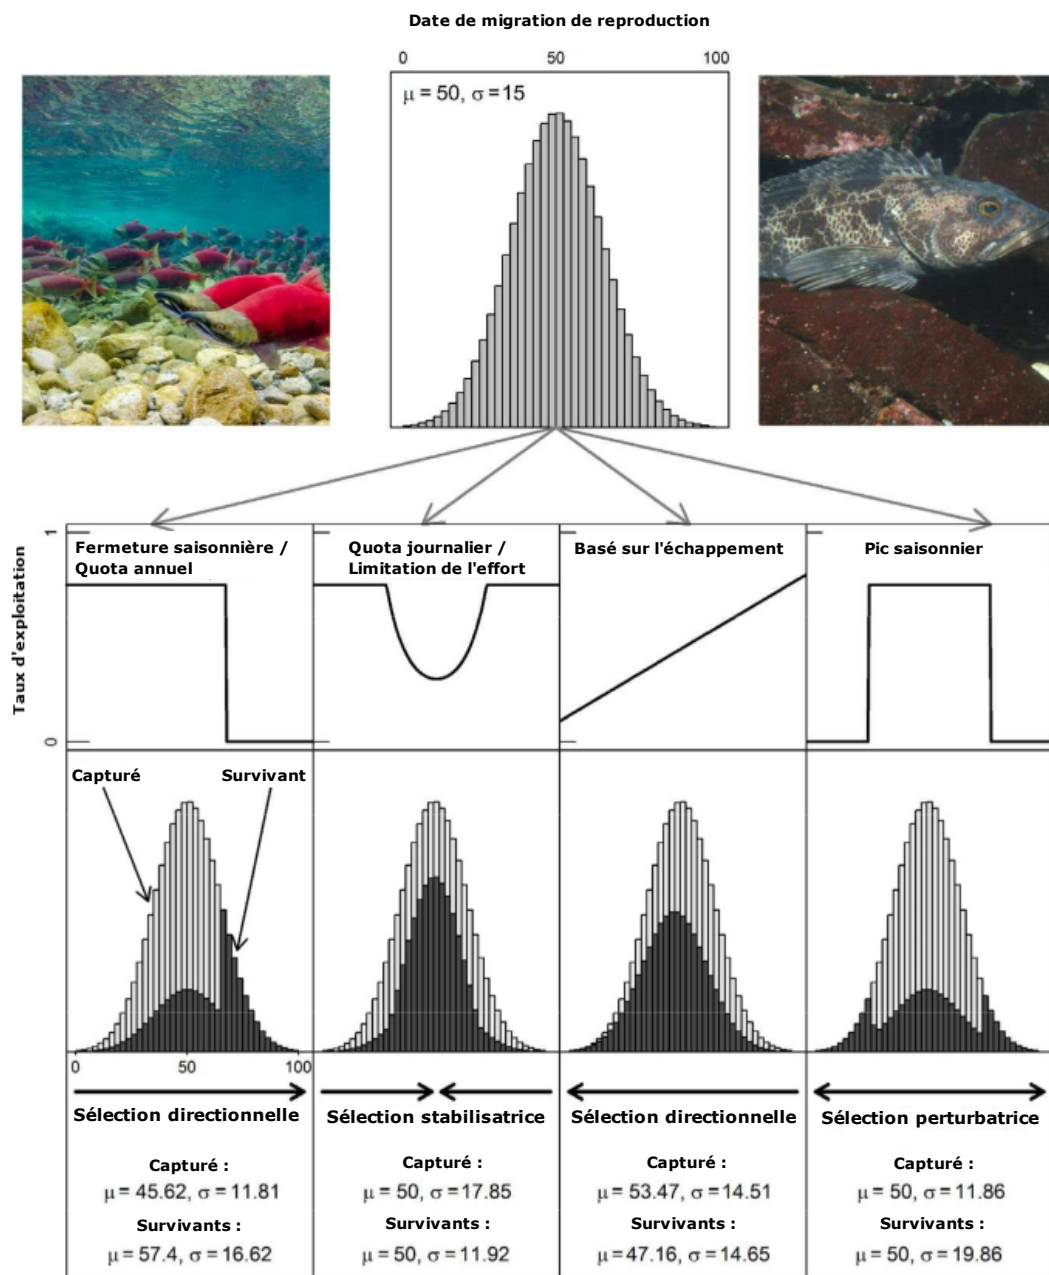 Date de migration de reproduction
0 50 100
μ = 50, σ = 15
Taux d'exploitation
1
0
Fermeture saisonnière /
Quota annuel
Quota journalier /
Limitation de l'effort
Basé sur l'échappement
Pic saisonnier
Capturé
Survivant
0 50 100
Sélection directionnelle
Sélection stabilisatrice
Sélection directionnelle
Sélection perturbatrice
Capturé :
μ = 45.62, σ = 11.81
Survivants :
μ = 57.4, σ = 16.62
Capturé :
μ = 50, σ = 17.85
Survivants :
μ = 50, σ = 11.92
Capturé :
μ = 53.47, σ = 14.51
Survivants :
μ = 47.16, σ = 14.65
Capturé :
μ = 50, σ = 11.86
Survivants :
μ = 50, σ = 19.86